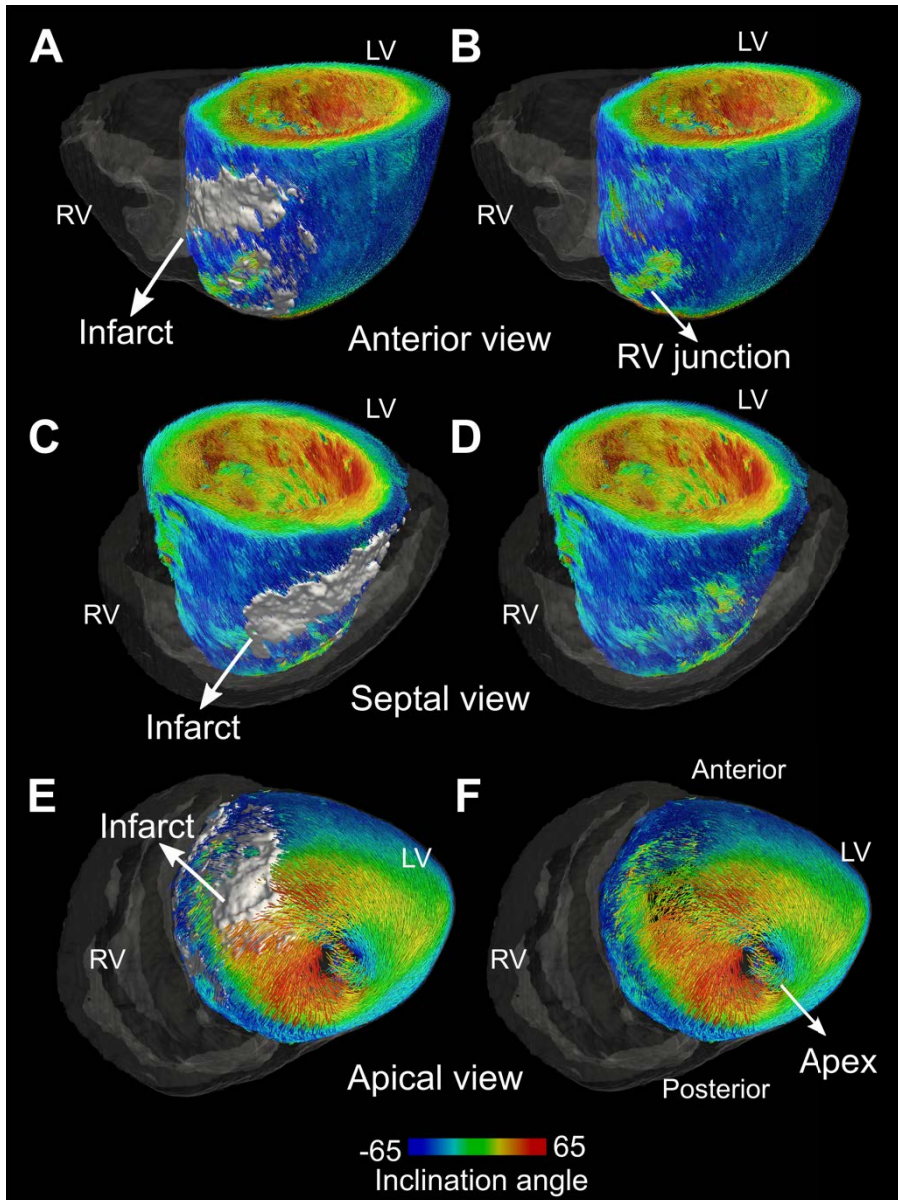 A
LV
B
LV
RV
RV
Infarct
Anterior view
RV junction
C
LV
D
LV
RV
RV
Infarct
Septal view
E
Infarct
LV
RV
F
Anterior
LV
RV
Apical view
Posterior
Apex
-65 65
Inclination angle